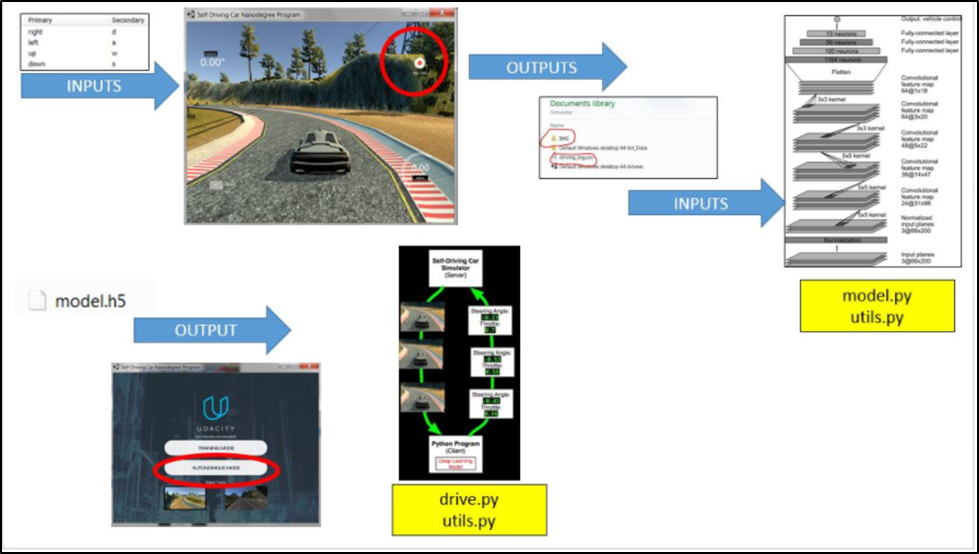 Primary Secondary
right d
left a
up w
down s
INPUTS
Self Driving Car Nanodegree Program
0.00°
0.00
OUTPUTS
Documents library
Simulator
Name
IMG
Default Windows desktop 64-bit_Data
driving_log.csv
Default Windows desktop 64-bit.exe
INPUTS
Output: vehicle control
10 neurons
Fully-connected layer
50 neurons
Fully-connected layer
100 neurons
Fully-connected layer
1164 neurons
Flatten
Convolutional
feature map
64@1x18
3x3 kernel
Convolutional
feature map
64@3x20
3x3 kernel
Convolutional
feature map
48@5x22
5x5 kernel
Convolutional
feature map
36@14x47
5x5 kernel
Convolutional
feature map
24@31x98
5x5 kernel
Normalized
input planes
3@66x200
Normalization
Input planes
3@66x200
model.py
utils.py
model.h5
OUTPUT
Self Driving Car Nanodegree Program
UDACITY
TRAINING MODE
AUTONOMOUS MODE
Select Track
Self-Driving Car
Simulator
(Server)
Steering Angle:
Throttle:
Steering Angle:
Throttle:
Steering Angle:
Throttle:
Python Program
(Client)
Deep Learning
Model
drive.py
utils.py